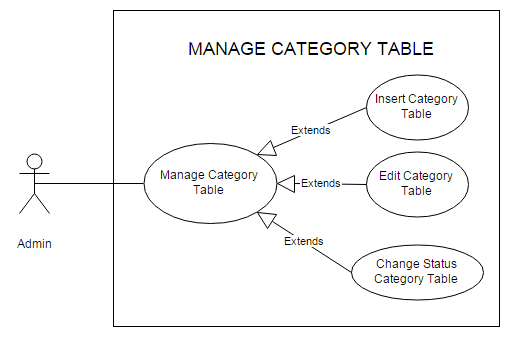 MANAGE CATEGORY TABLE
Insert Category
Table
Extends
Manage Category
Table
Extends
Edit Category
Table
Admin
Extends
Change Status
Category Table